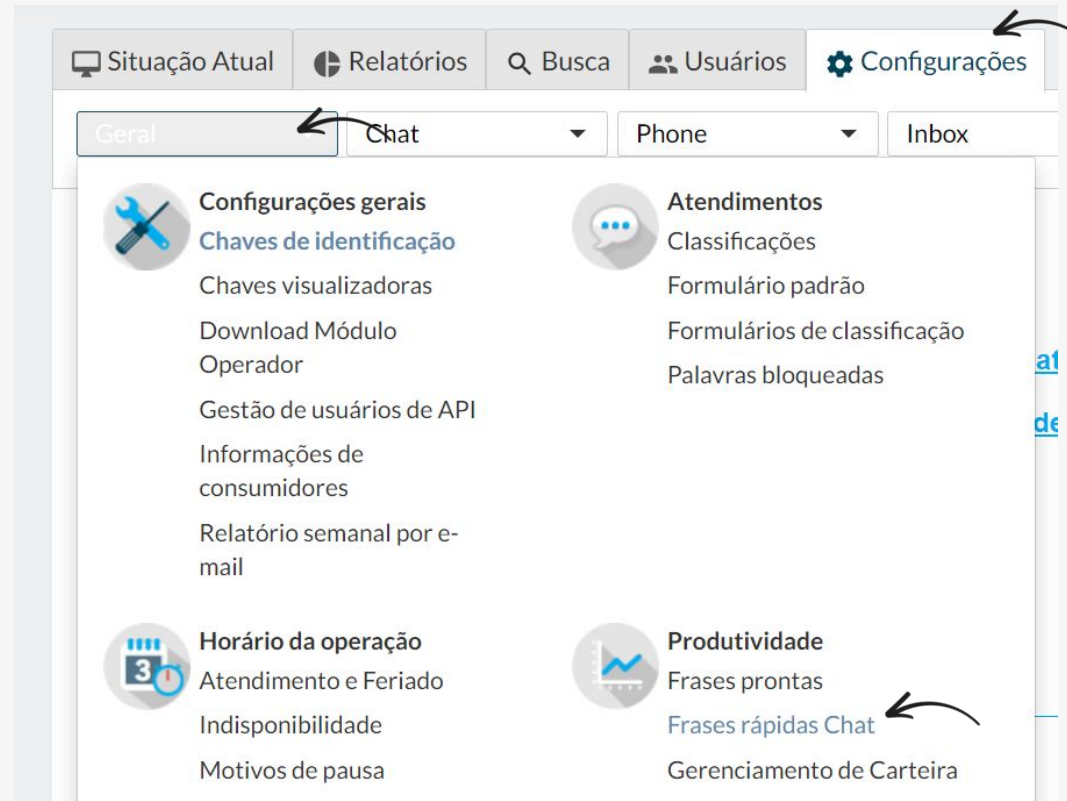 Situação Atual
Relatórios
Busca
Usuários
Configurações
Geral
Chat
Phone
Inbox
Configurações gerais
Chaves de identificação
Chaves visualizadoras
Download Módulo
Operador
Gestão de usuários de API
Informações de
consumidores
Relatório semanal por e-
mail
Atendimentos
Classificações
Formulário padrão
Formulários de classificação
Palavras bloqueadas
at
de
Horário da operação
3
Atendimento e Feriado
Indisponibilidade
Motivos de pausa
Produtividade
Frases prontas
Frases rápidas Chat
Gerenciamento de Carteira